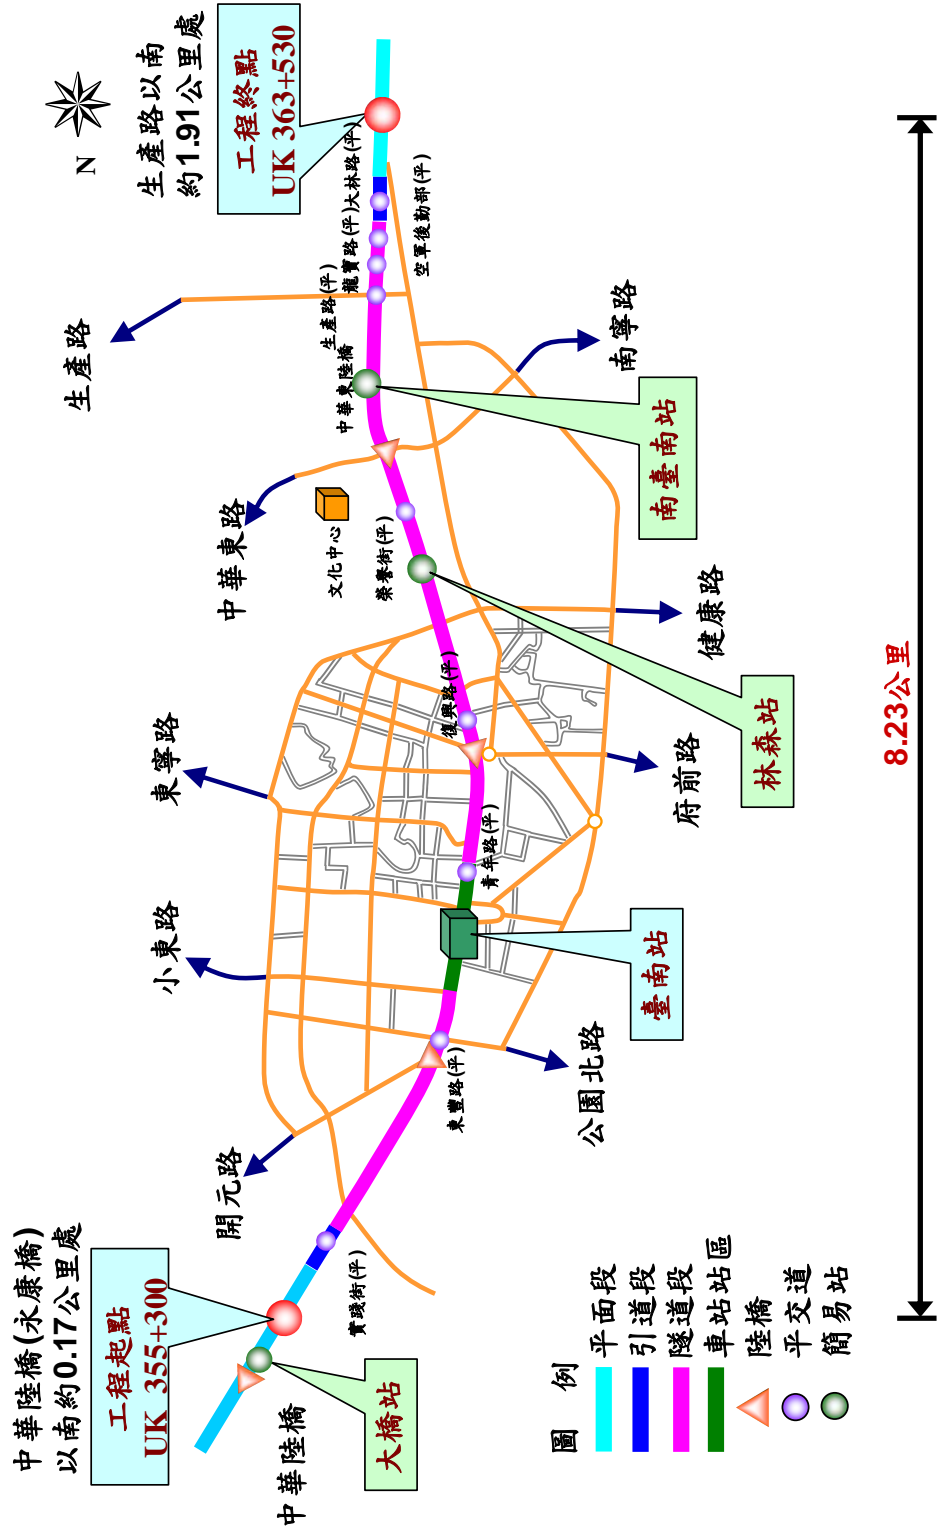 中華陸橋(永康橋)
以南約0.17公里處
工程起點
UK 355+300
大橋站
中華陸橋
實踐街(平)
開元路
東豐路(平)
公園北路
小東路
臺南站
青年路(平)
東寧路
府前路
復興路(平)
林森站
健康路
榮譽街(平)
文化中心
中華東路
中華東陸橋
南臺南站
南寧路
生產路
生產路(平)
龍寶路(平)
大林路(平)
空軍後勤部(平)
生產路以南
約1.91公里處
工程終點
UK 363+530
N
8.23公里
圖 例
平面段
引道段
隧道段
車站站區
陸橋
平交道
簡易站